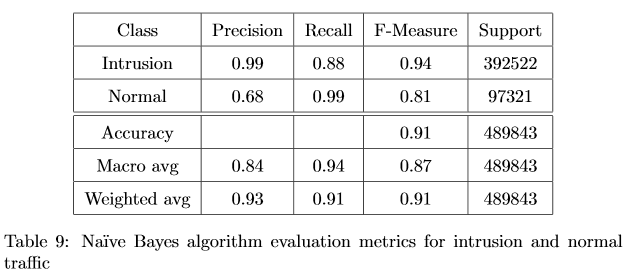 Class Precision Recall F-Measure Support
Intrusion 0.99 0.88 0.94 392522
Normal 0.68 0.99 0.81 97321
Accuracy 0.91 489843
Macro avg 0.84 0.94 0.87 489843
Weighted avg 0.93 0.91 0.91 489843
Table 9: Naïve Bayes algorithm evaluation metrics for intrusion and normal
traffic